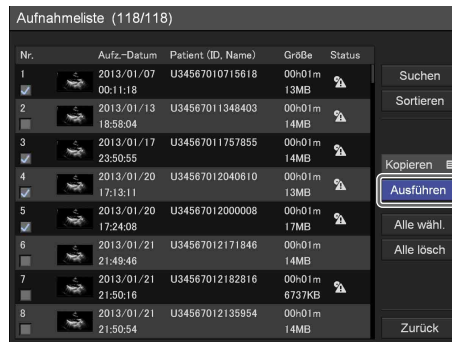 Aufnahmeliste (118/118)
Nr. Aufz.-Datum Patient (ID, Name) Größe Status
1 2013/01/07 U34567010715618 00h01m
00:11:18 13MB
2 2013/01/13 U34567011348403 00h01m
18:58:04 14MB
3 2013/01/17 U34567011757855 00h01m
23:50:55 14MB
4 2013/01/20 U34567012040610 00h01m
17:13:11 13MB
5 2013/01/20 U34567012000008 00h01m
17:24:08 17MB
6 2013/01/21 U34567012171846 00h01m
21:49:46 14MB
7 2013/01/21 U34567012182816 00h01m
21:50:16 6737KB
8 2013/01/21 U34567012135954 00h01m
21:50:54 14MB
Suchen
Sortieren
Kopieren
Ausführen
Alle wähl.
Alle lösch
Zurück